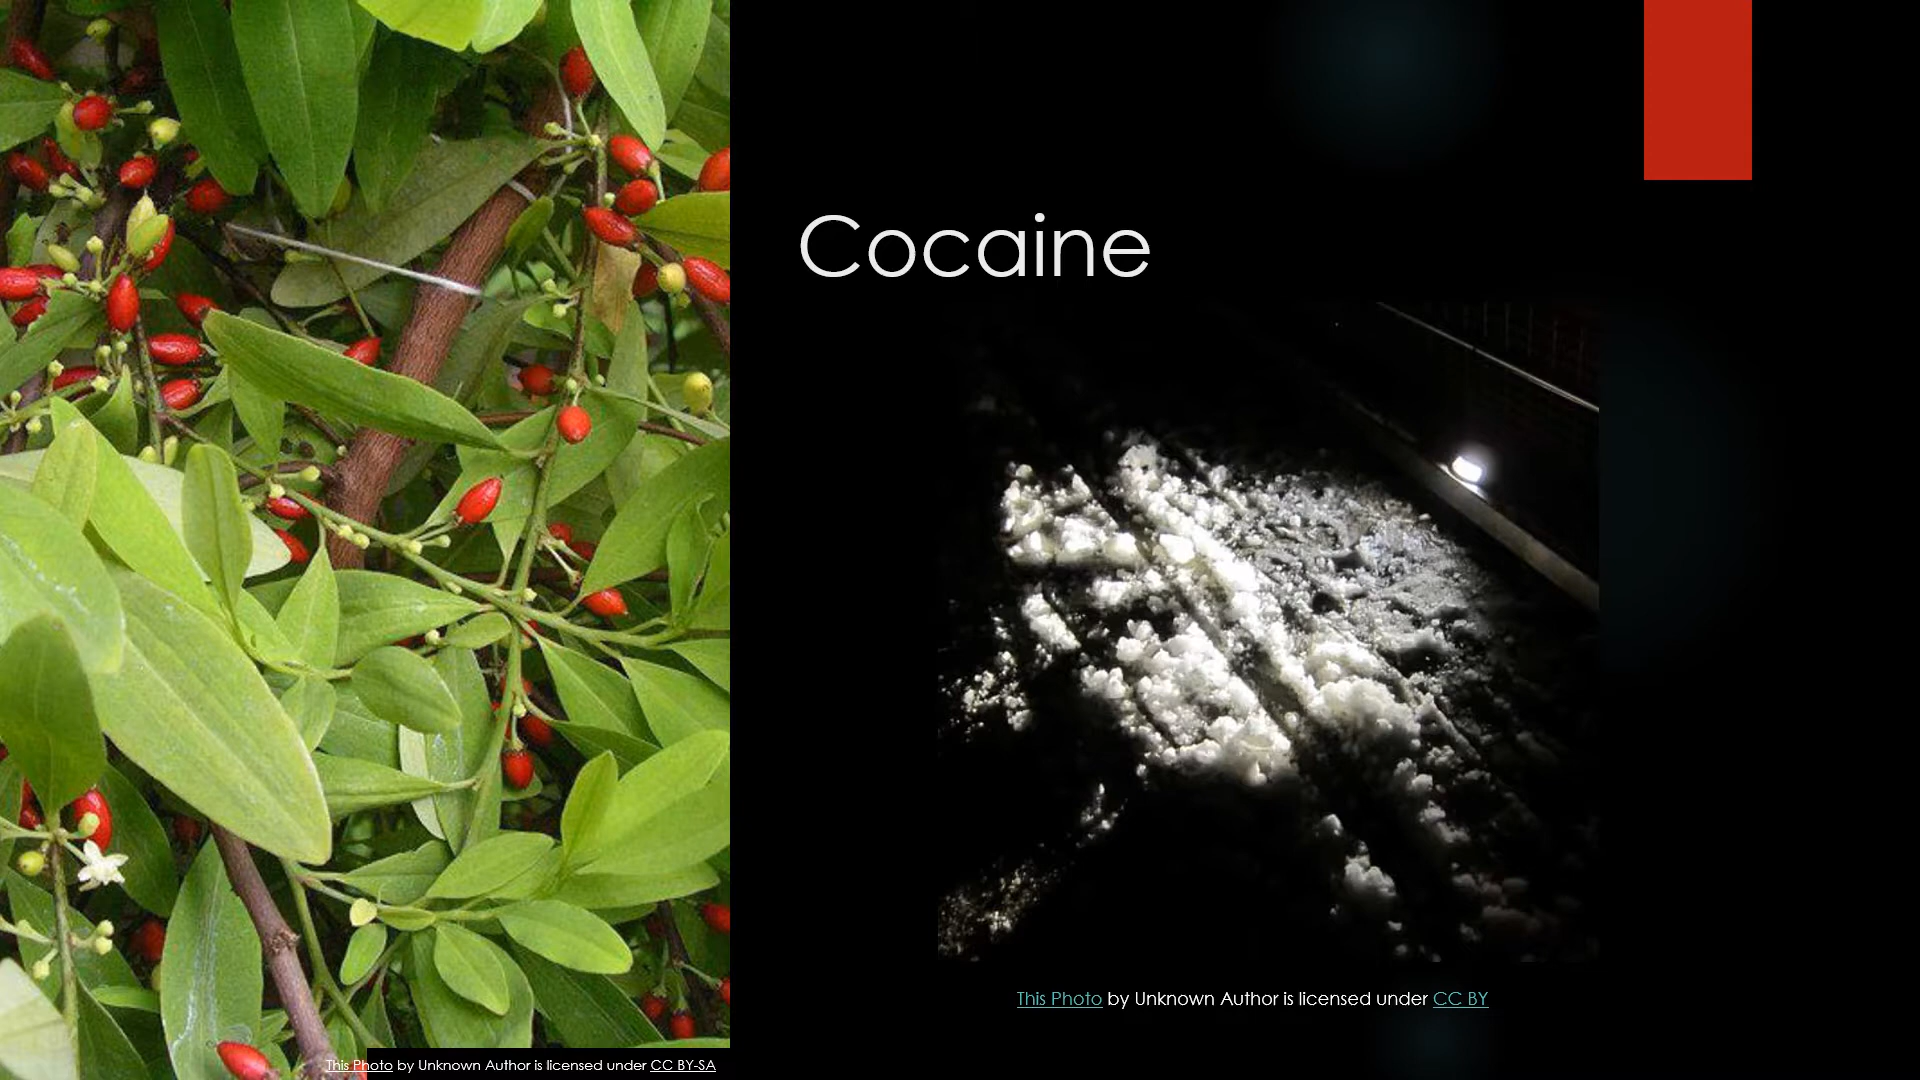 Cocaine
This Photo by Unknown Author is licensed under CC BY
This Photo by Unknown Author is licensed under CC BY-SA